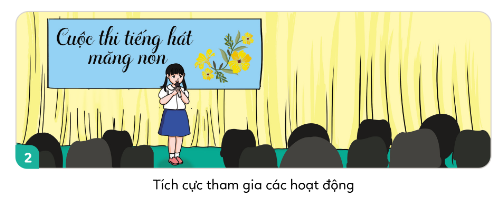 Cuộc thi tiếng hát
măng non
2
Tích cực tham gia các hoạt động